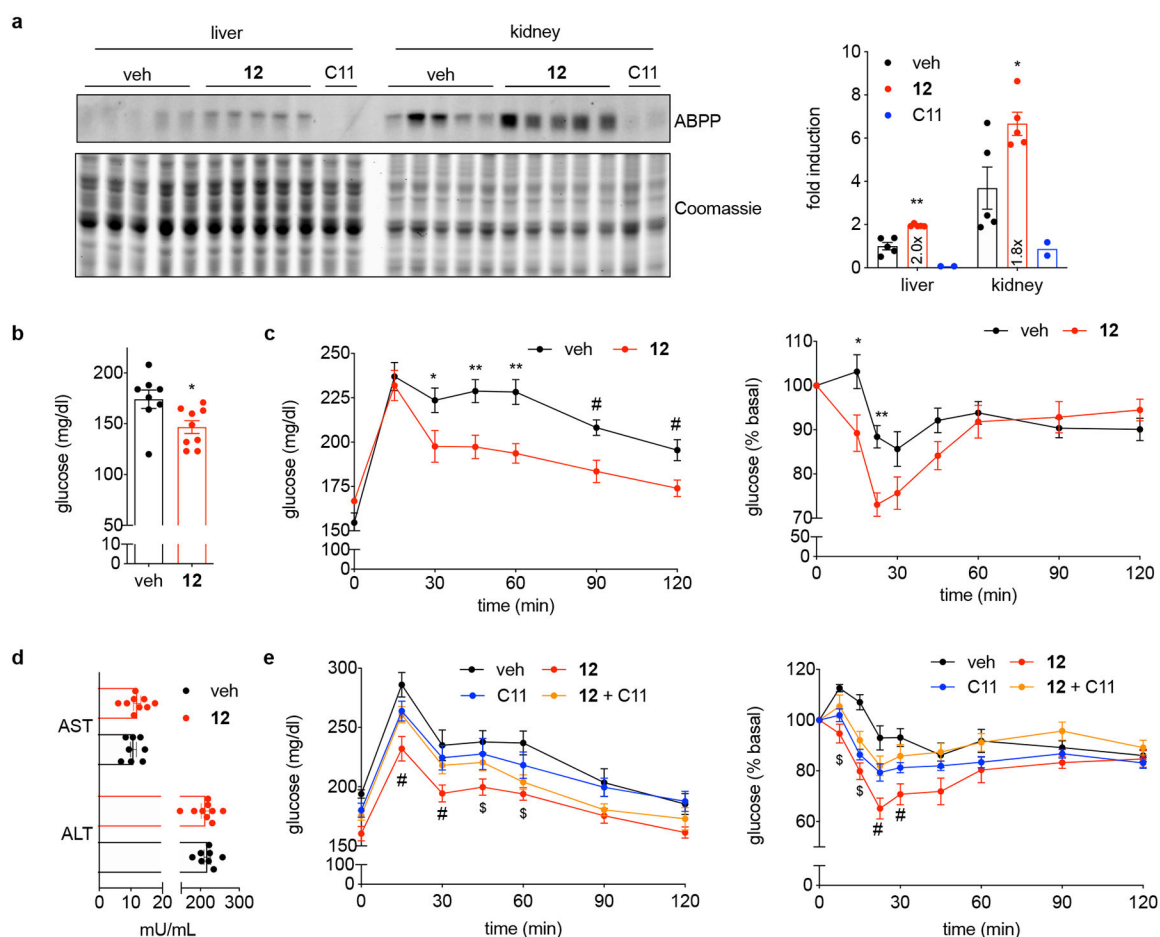 a
liver
kidney
veh
12
C11
veh
12
C11
ABPP
Coomassie
fold induction
10
8
6
4
2
0
veh
12
C11
*
**
2.0x
1.8x
liver
kidney
b
glucose (mg/dl)
200
150
100
50
10
0
*
veh
12
c
veh
12
glucose (mg/dl)
250
225
200
175
150
100
0
*
**
**
#
#
0
30
60
90
120
time (min)
veh
12
glucose (% basal)
110
100
90
80
70
50
0
*
**
0
30
60
90
120
time (min)
d
veh
12
AST
ALT
0
10
20
200
300
mU/mL
e
veh
12
C11
12 + C11
glucose (mg/dl)
300
250
200
150
100
0
#
#
$
$
0
30
60
90
120
time (min)
veh
12
C11
12 + C11
glucose (% basal)
120
100
80
60
0
$
$
#
#
0
30
60
90
120
time (min)